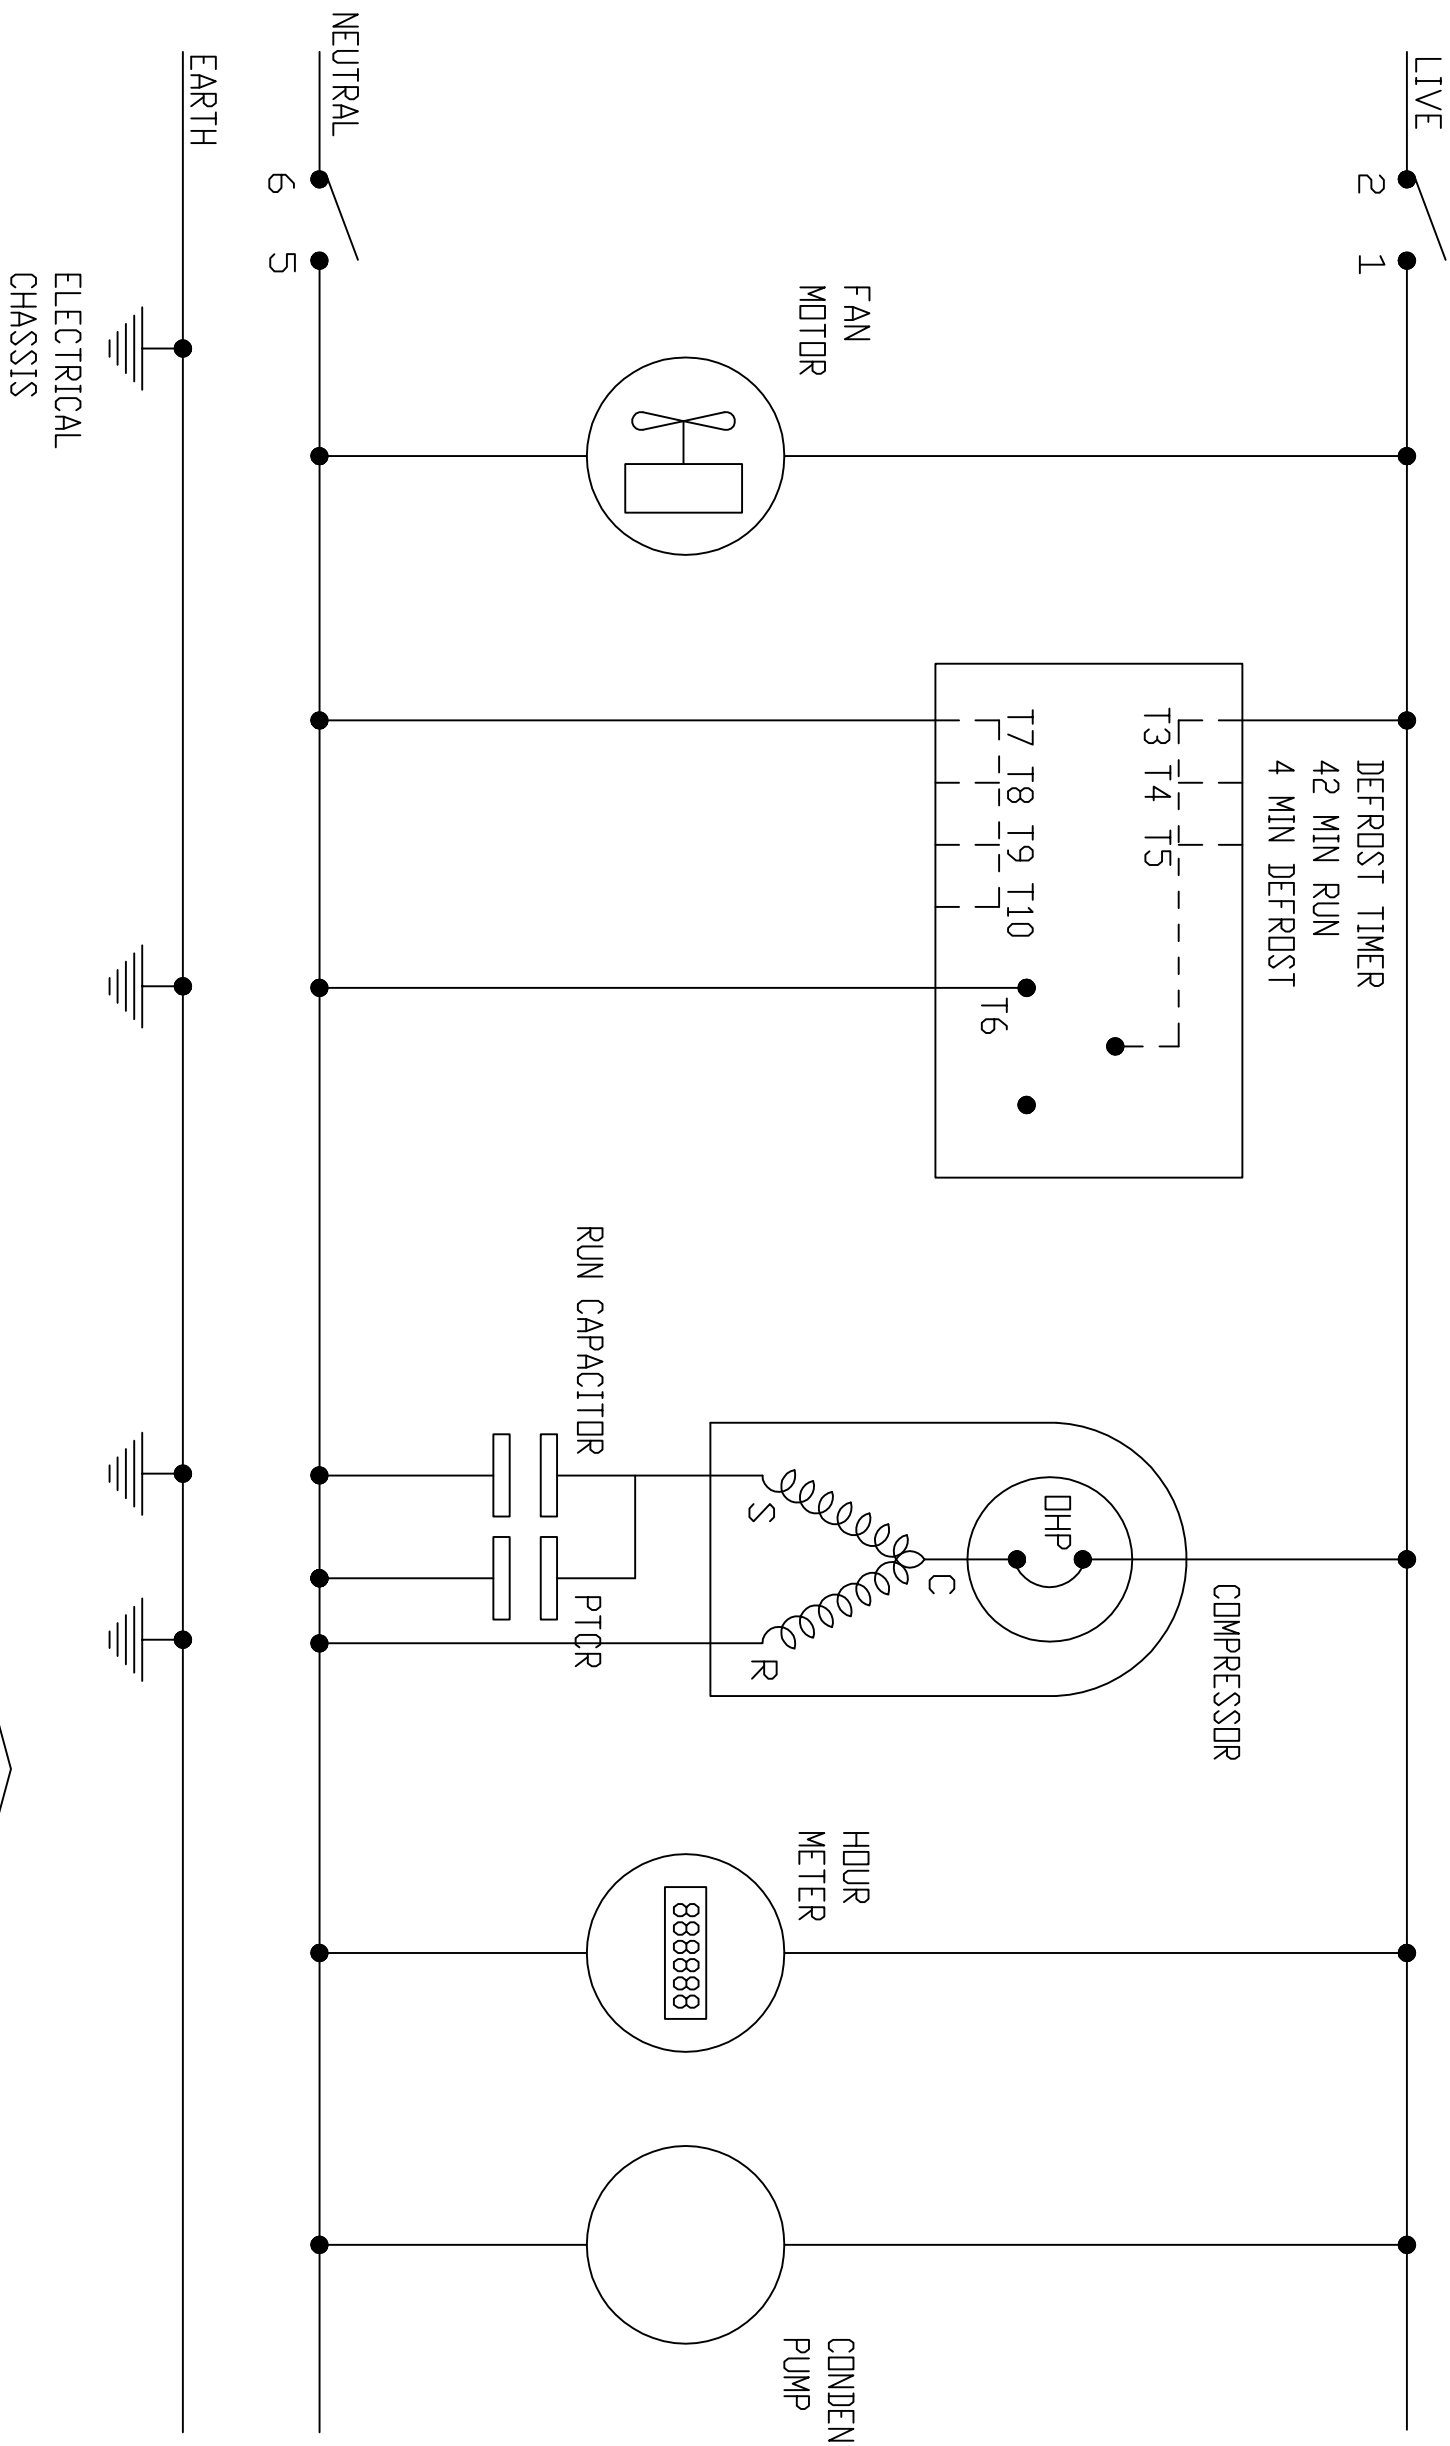 LIVE
2 1
DEFROST TIMER
42 MIN RUN
4 MIN DEFROST
COMPRESSOR
T3 T4 T5
OHP
T7 T8 T9 T10
T6
C
FAN
MOTOR
HOUR
METER
CONDEN
PUMP
S
R
888888
RUN CAPACITOR
PTCR
NEUTRAL
6 5
EARTH
ELECTRICAL
CHASSIS